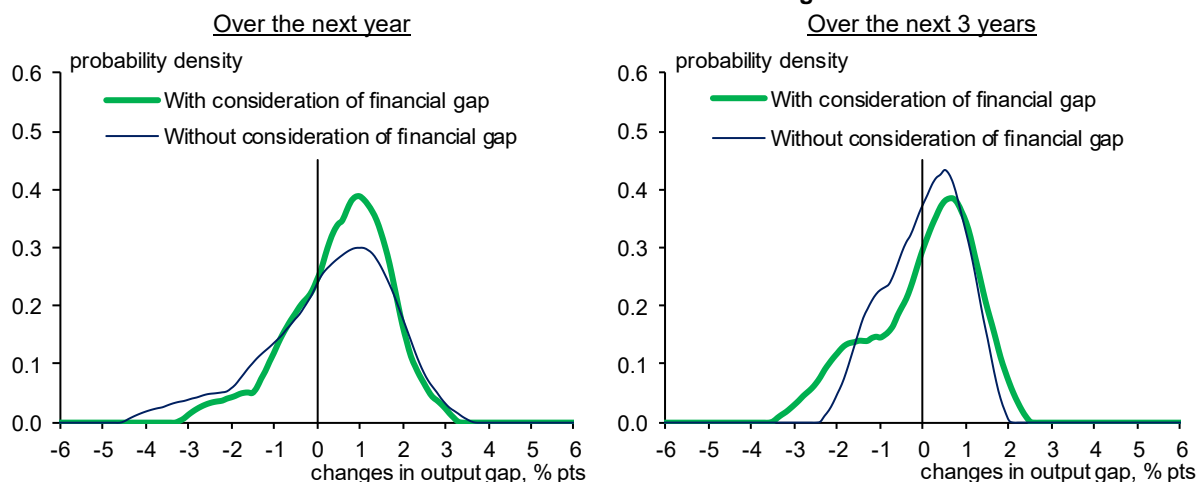 Over the next year
probability density
0.6
0.5
0.4
0.3
0.2
0.1
0.0
With consideration of financial gap
Without consideration of financial gap
-6 -5 -4 -3 -2 -1 0 1 2 3 4 5 6
changes in output gap, % pts
Over the next 3 years
probability density
0.6
0.5
0.4
0.3
0.2
0.1
0.0
With consideration of financial gap
Without consideration of financial gap
-6 -5 -4 -3 -2 -1 0 1 2 3 4 5 6
changes in output gap, % pts